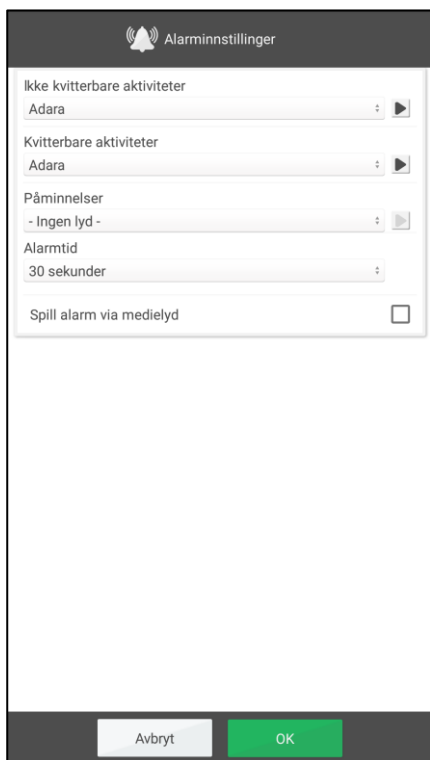 Alarminnstillinger
Ikke kvitterbare aktiviteter
Adara
Kvitterbare aktiviteter
Adara
Påminnelser
- Ingen lyd -
Alarmtid
30 sekunder
Spill alarm via medielyd
Avbryt
OK